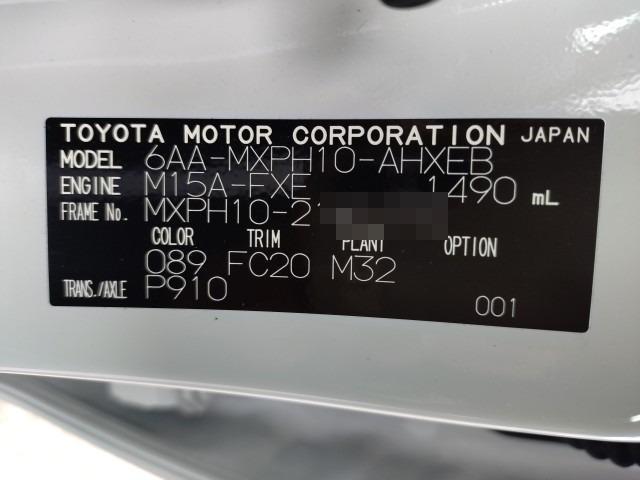 TOYOTA MOTOR CORPORATION JAPAN
MODEL 6AA-MXPH10-AHXEB
ENGINE M15A-FXE 1490 mL
FRAME No. MXPH10-21
COLOR TRIM PLANT OPTION
089 FC20 M32
TRANS./AXLE P910 001